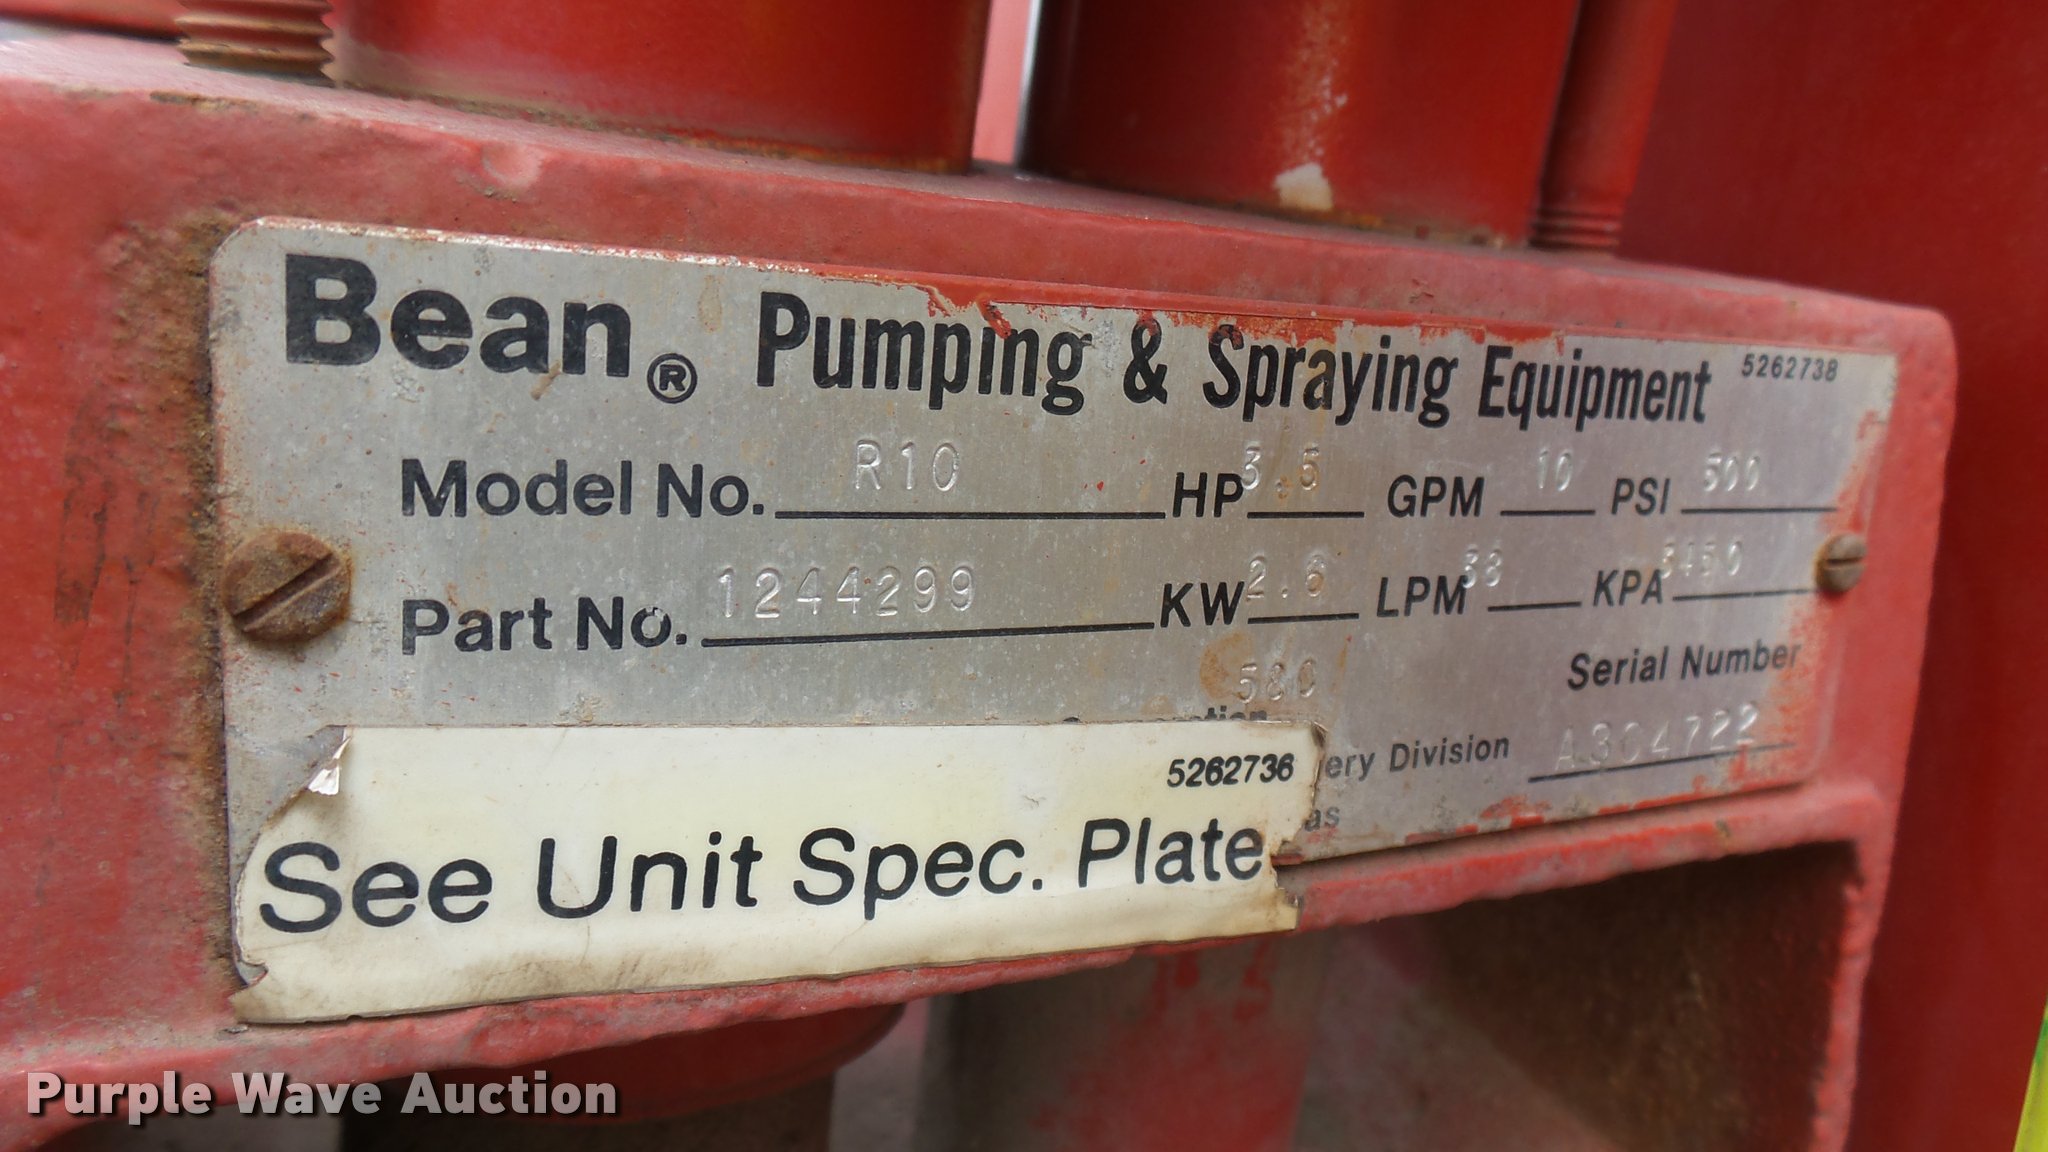 Bean® Pumping & Spraying Equipment 5262738
Model No. R10 HP 3.5 GPM 10 PSI 500
Part No. 1244299 KW 2.6 LPM 38 KPA 3450
580
Serial Number
ery Division A304722
as
5262736
See Unit Spec. Plate
Purple Wave Auction